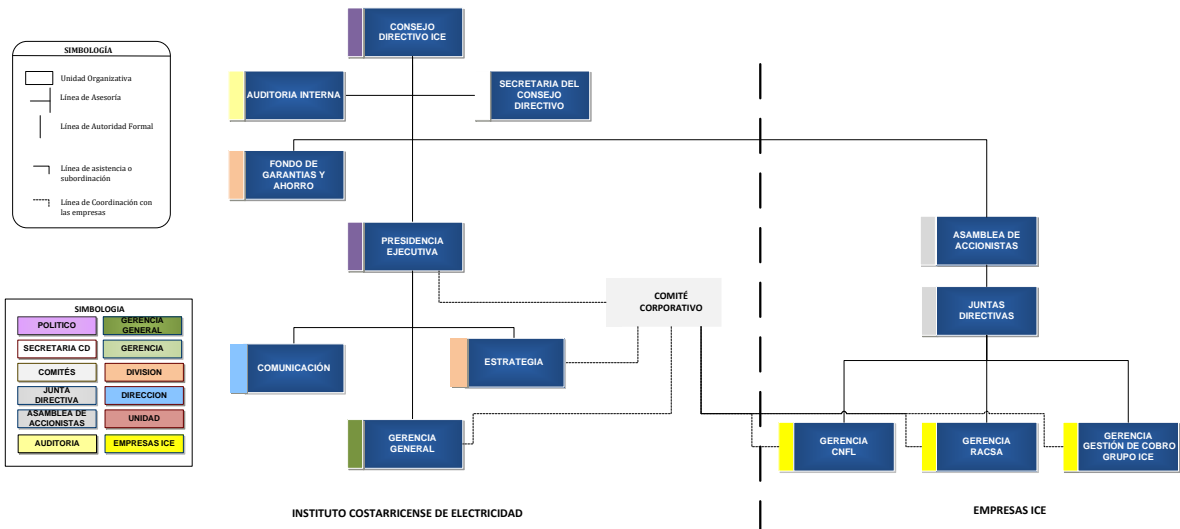 CONSEJO
DIRECTIVO ICE
SIMBOLOGÍA
Unidad Organizativa
Línea de Asesoría
Línea de Autoridad Formal
Línea de asistencia o
subordinación
Línea de Coordinación con
las empresas
AUDITORIA INTERNA
SECRETARIA DEL
CONSEJO
DIRECTIVO
FONDO DE
GARANTIAS Y
AHORRO
PRESIDENCIA
EJECUTIVA
ASAMBLEA DE
ACCIONISTAS
COMITÉ
CORPORATIVO
JUNTAS
DIRECTIVAS
SIMBOLOGIA
POLITICO
GERENCIA
GENERAL
SECRETARIA CD
GERENCIA
COMITÉS
DIVISION
JUNTA
DIRECTIVA
DIRECCION
ASAMBLEA DE
ACCIONISTAS
UNIDAD
AUDITORIA
EMPRESAS ICE
COMUNICACIÓN
ESTRATEGIA
GERENCIA
GENERAL
GERENCIA
CNFL
GERENCIA
RACSA
GERENCIA
GESTIÓN DE COBRO
GRUPO ICE
INSTITUTO COSTARRICENSE DE ELECTRICIDAD
EMPRESAS ICE